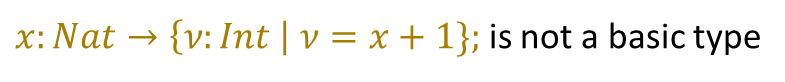 x: Nat → {ν: Int | ν = x + 1}; is not a basic type